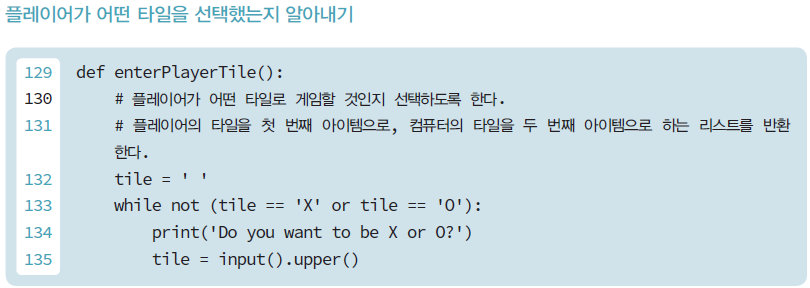 플레이어가 어떤 타일을 선택했는지 알아내기
129 def enterPlayerTile():
130     # 플레이어가 어떤 타일로 게임할 것인지 선택하도록 한다.
131     # 플레이어의 타일을 첫 번째 아이템으로, 컴퓨터의 타일을 두 번째 아이템으로 하는 리스트를 반환
한다.
132     tile = ' '
133     while not (tile == 'X' or tile == 'O'):
134         print('Do you want to be X or O?')
135         tile = input().upper()